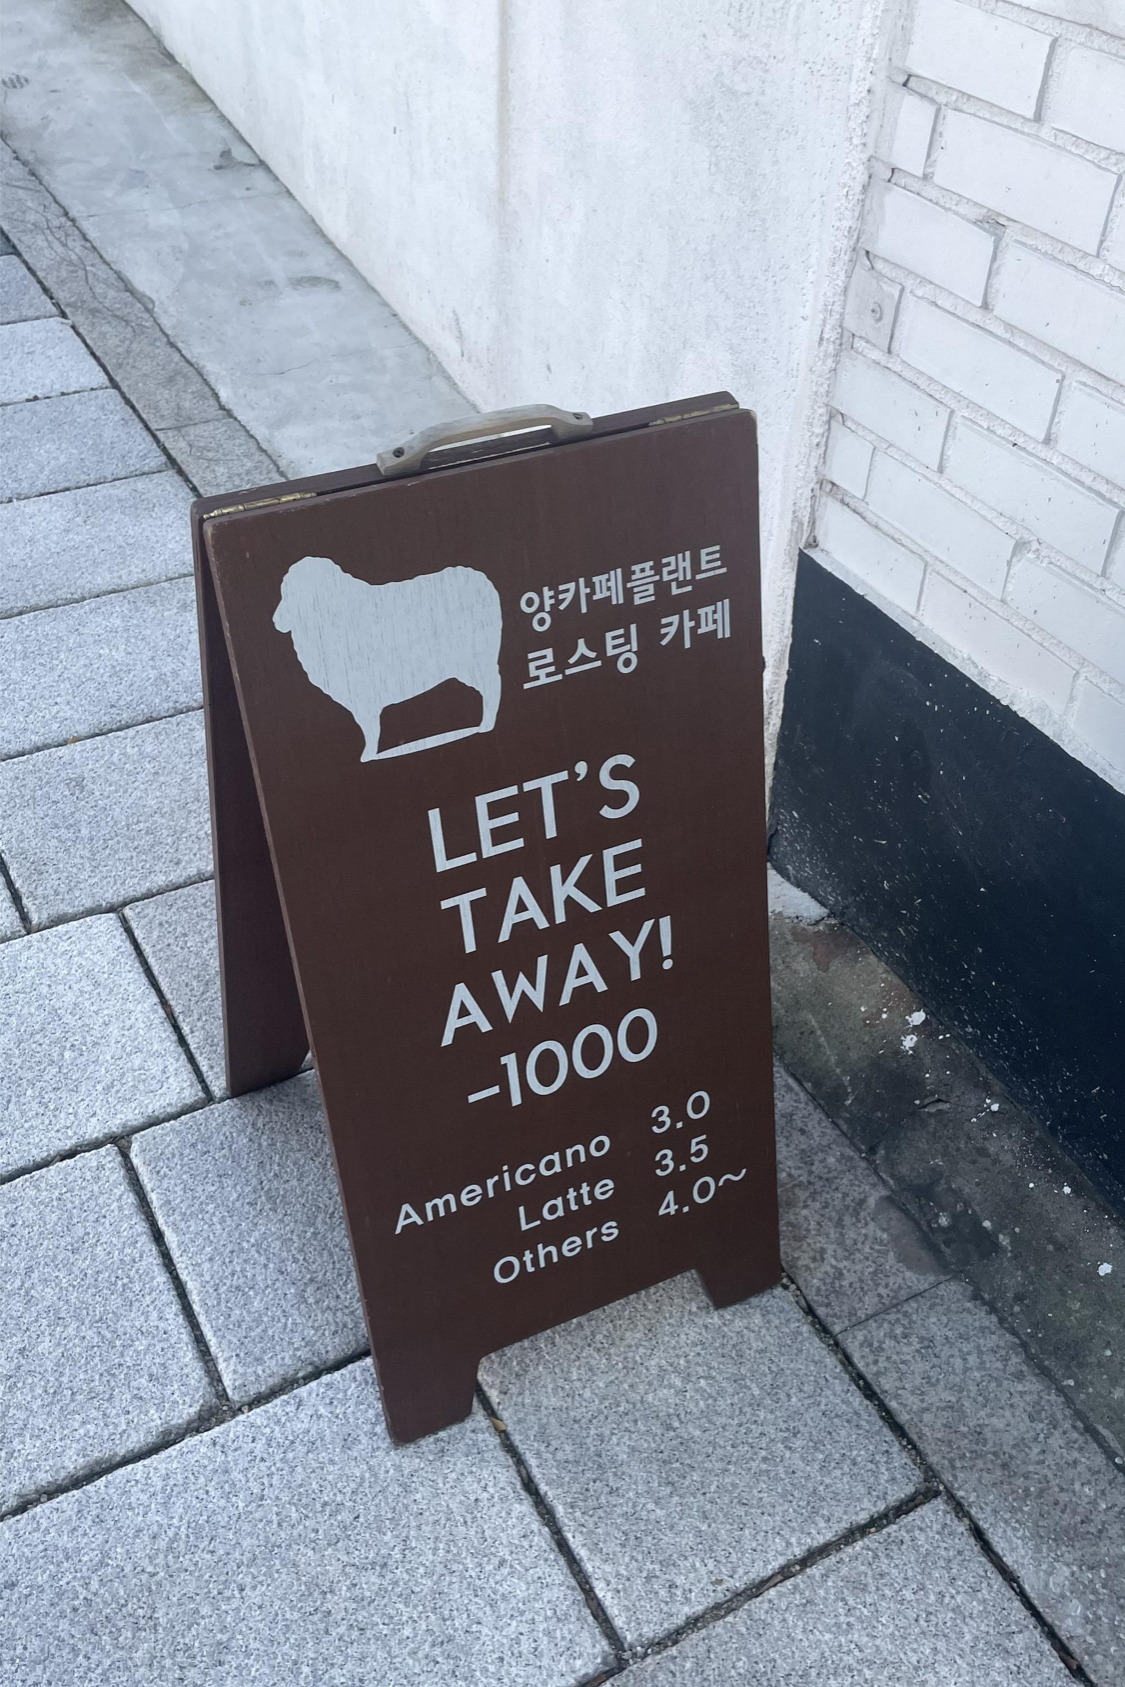 양카페플랜트
로스팅 카페
LET'S
TAKE
AWAY!
-1000
Americano 3.0
Latte 3.5
Others 4.0~